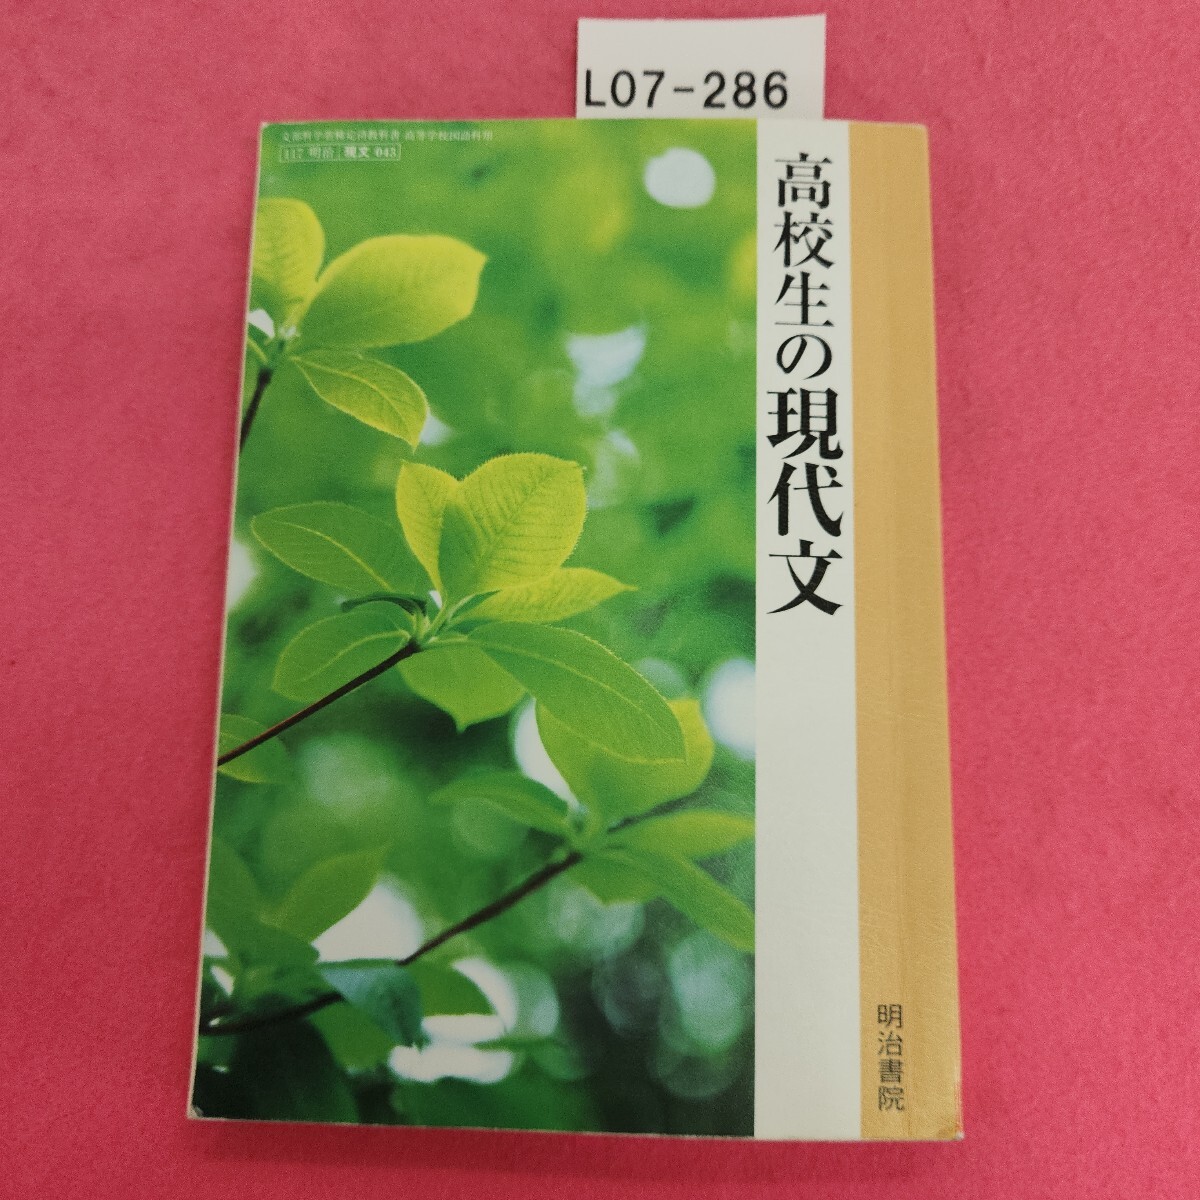 L07-286
文部科学省検定済教科書 高等学校国語科用
117 明治 現文 043
高校生の現代文
明治書院